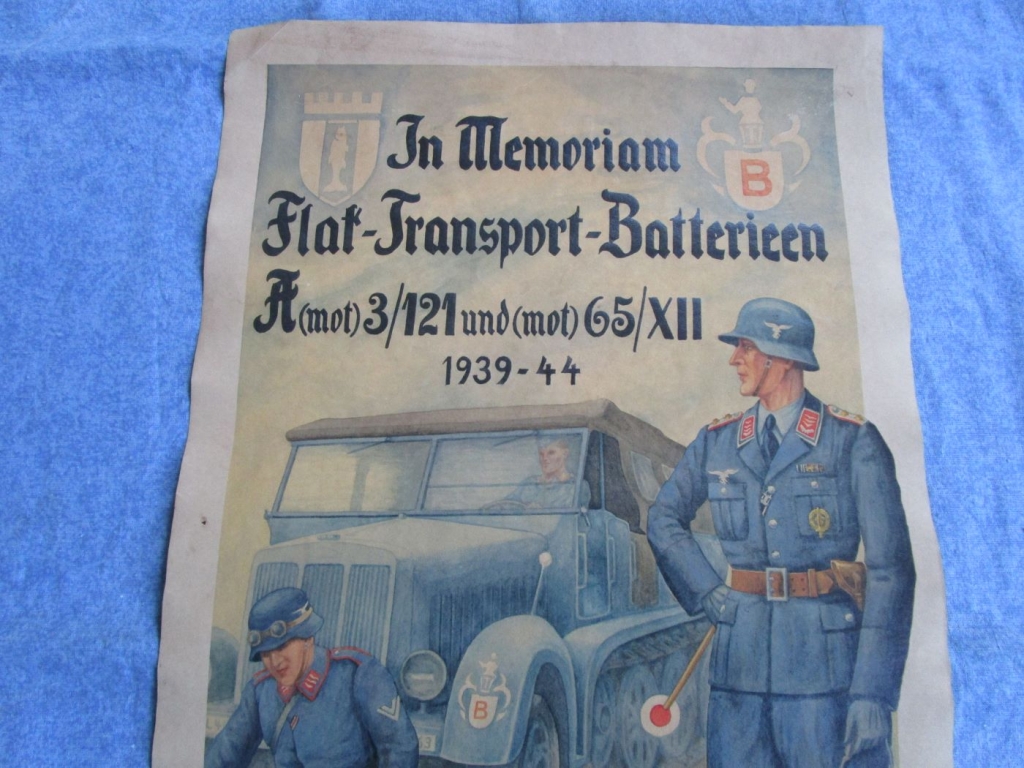 In Memoriam
B
Flak-Transport-Batterieen
A (mot) 3/121 und (mot) 65/XII
1939-44
B